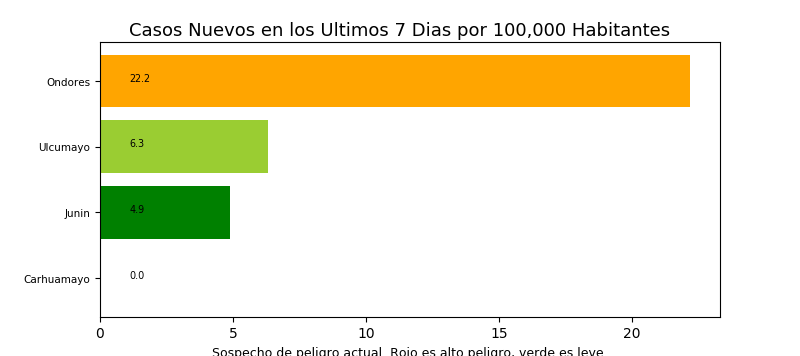 Casos Nuevos en los Ultimos 7 Dias por 100,000 Habitantes
Ondores
22.2
Ulcumayo
6.3
Junin
4.9
Carhuamayo
0.0
0 5 10 15 20
Sospecho de peligro actual. Rojo es alto peligro, verde es leve